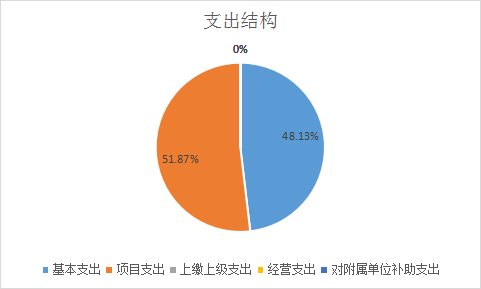 支出结构
0%
48.13%
51.87%
基本支出 项目支出 上缴上级支出 经营支出 对附属单位补助支出